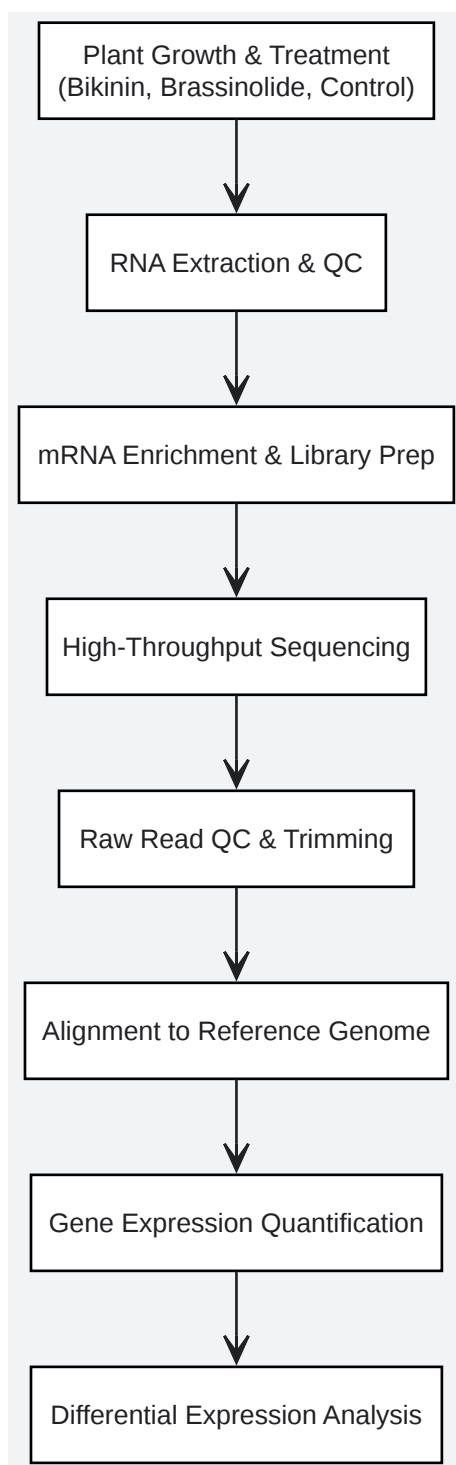 Plant Growth & Treatment
(Bikinin, Brassinolide, Control)
RNA Extraction & QC
mRNA Enrichment & Library Prep
High-Throughput Sequencing
Raw Read QC & Trimming
Alignment to Reference Genome
Gene Expression Quantification
Differential Expression Analysis